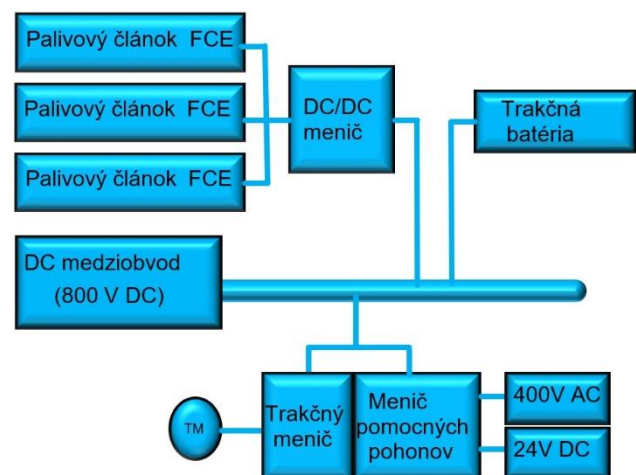 Palivový článok FCE
Palivový článok FCE
Palivový článok FCE
DC/DC
menič
Trakčná
batéria
DC medziobvod
(800 V DC)
TM
Trakčný
menič
Menič
pomocných
pohonov
400V AC
24V DC